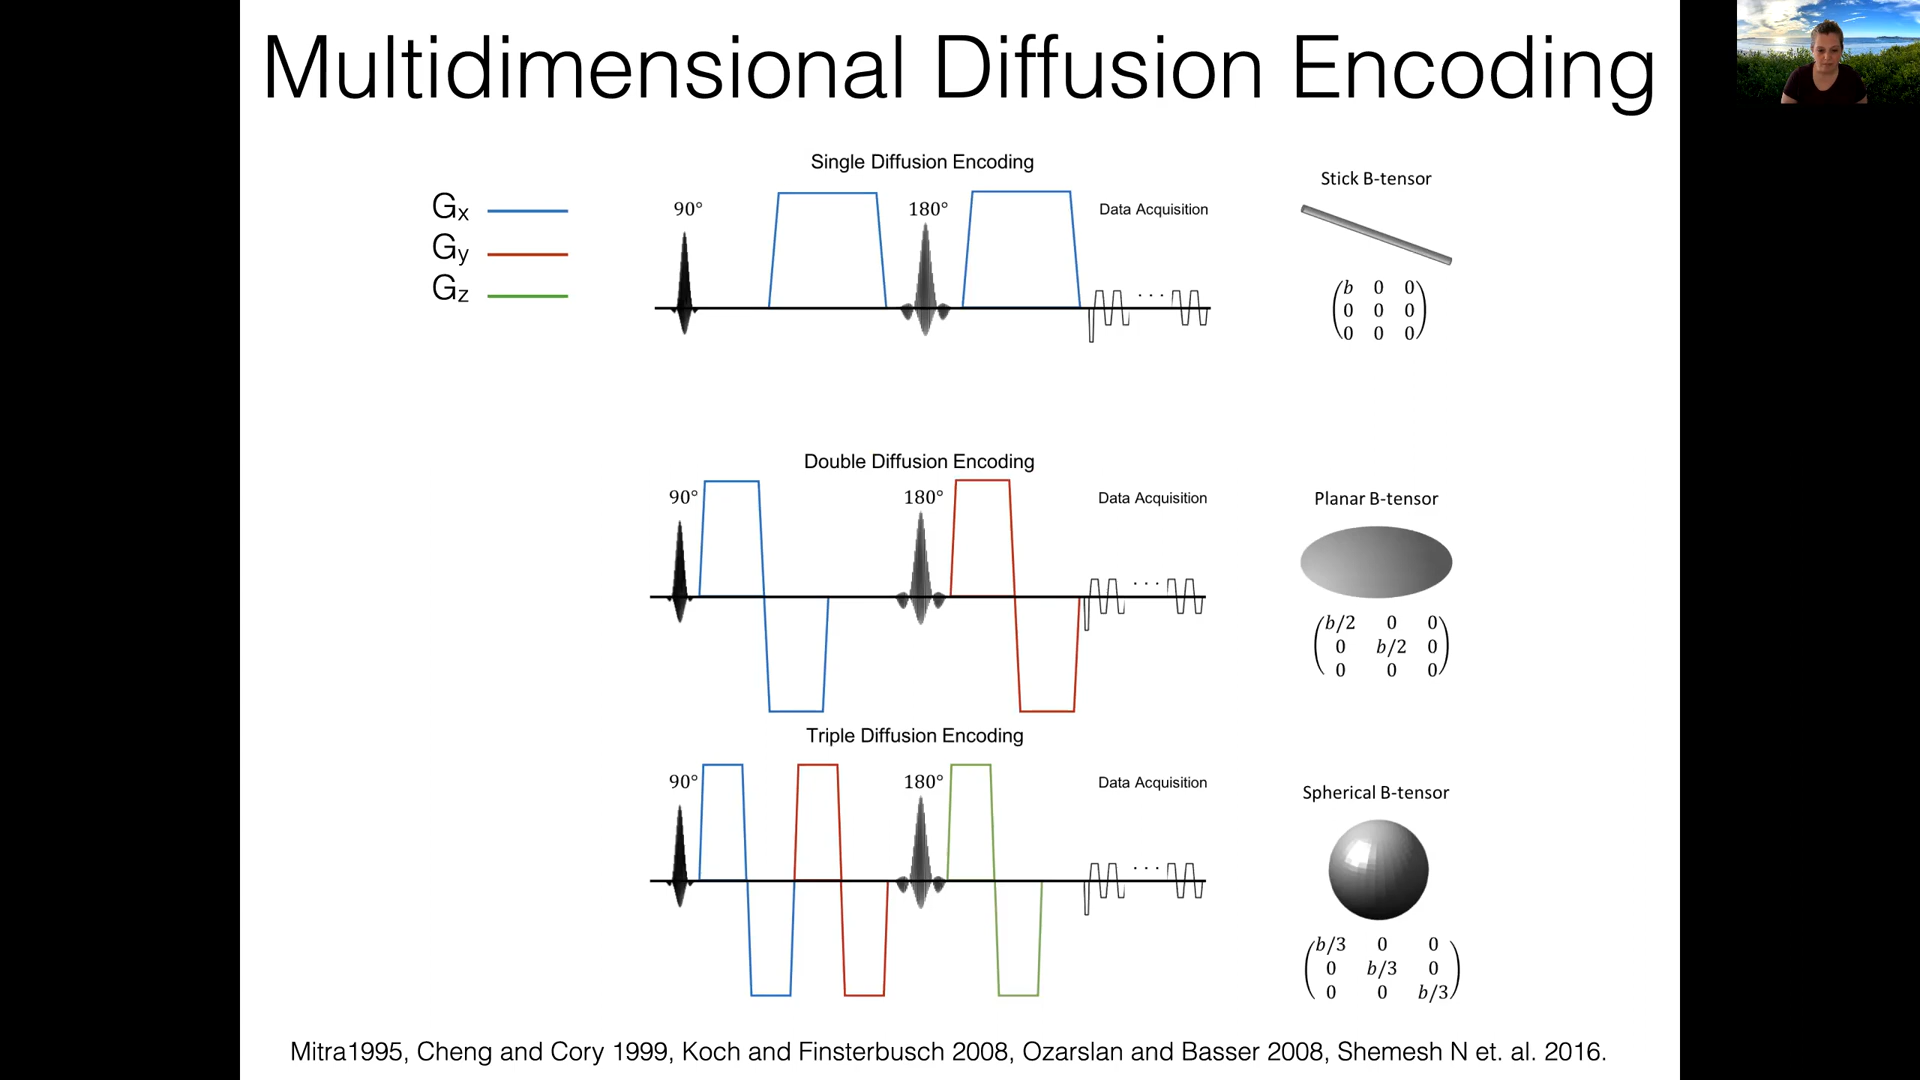 Multidimensional Diffusion Encoding
Gx
Gy
Gz
Single Diffusion Encoding
90°
180°
Data Acquisition
Stick B-tensor
b 0 0
0 0 0
0 0 0
Double Diffusion Encoding
90°
180°
Data Acquisition
Planar B-tensor
b/2 0 0
0 b/2 0
0 0 0
Triple Diffusion Encoding
90°
180°
Data Acquisition
Spherical B-tensor
b/3 0 0
0 b/3 0
0 0 b/3
Mitra1995, Cheng and Cory 1999, Koch and Finsterbusch 2008, Ozarslan and Basser 2008, Shemesh N et. al. 2016.